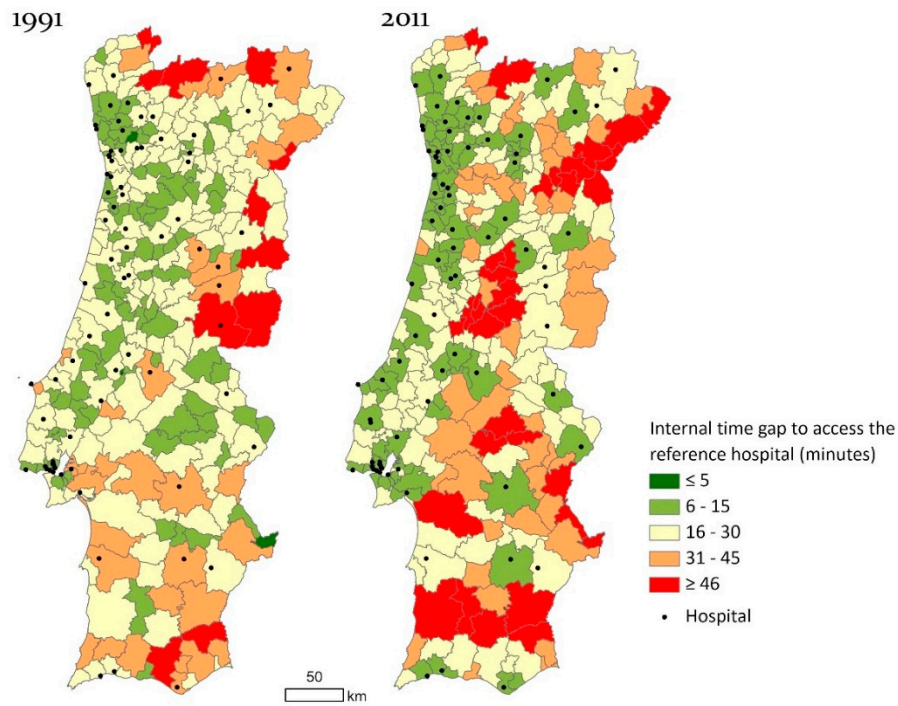 1991
2011
Internal time gap to access the
reference hospital (minutes)
≤ 5
6 - 15
16 - 30
31 - 45
≥ 46
Hospital
50
km